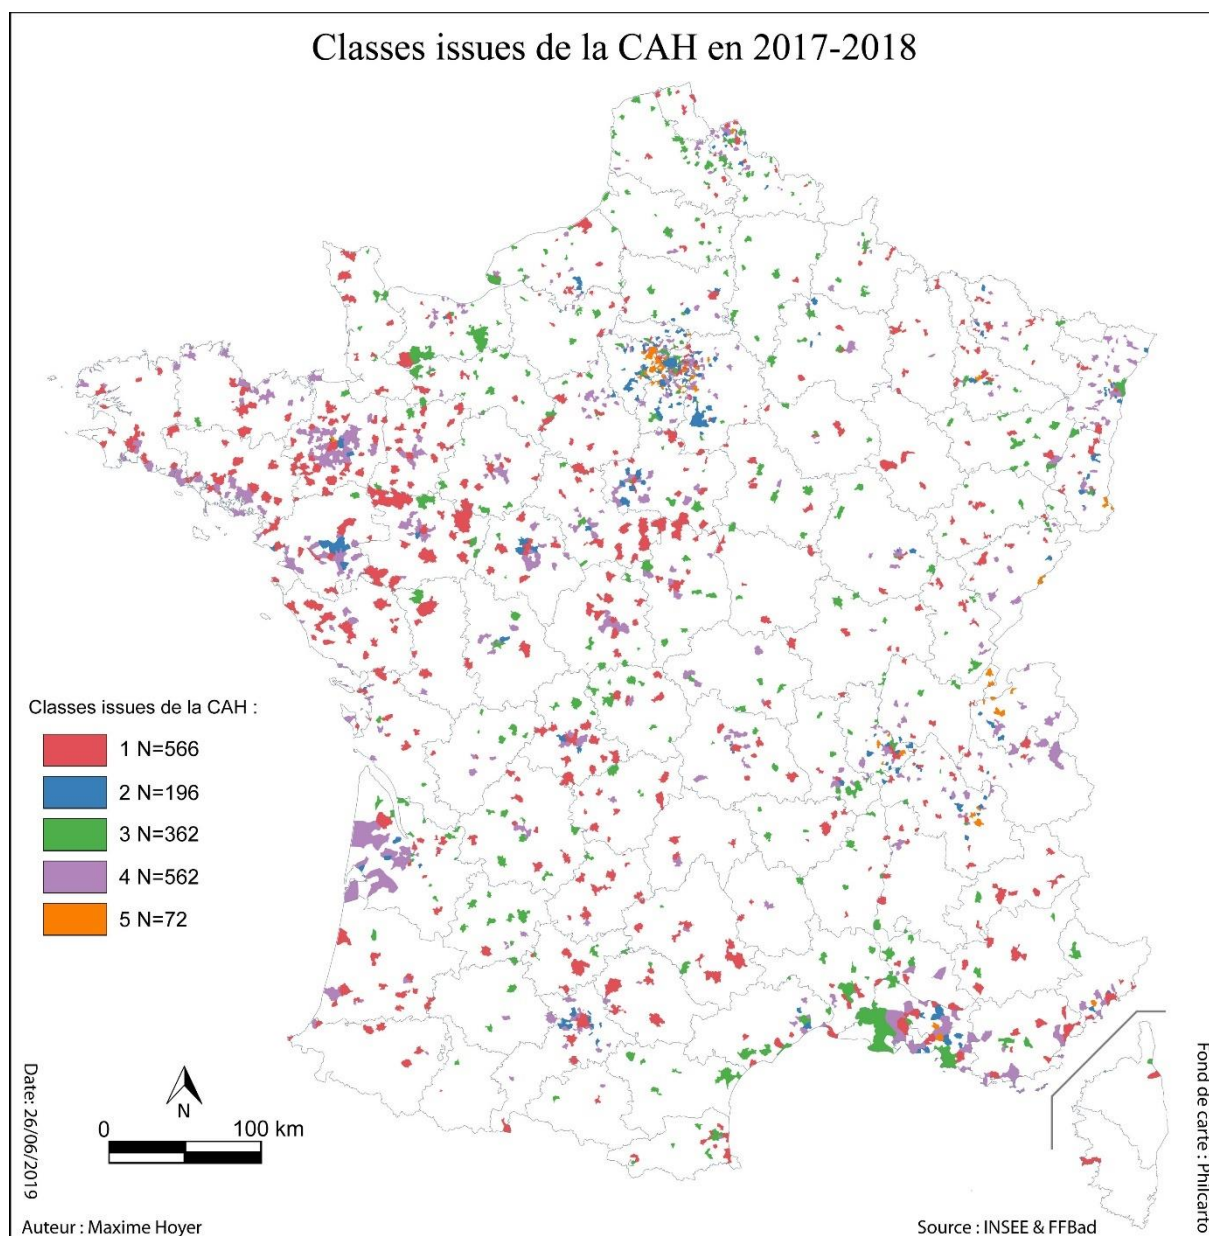 Classes issues de la CAH en 2017-2018
Classes issues de la CAH :
1 N=566
2 N=196
3 N=362
4 N=562
5 N=72
N
0 100 km
Date: 26/06/2019
Auteur : Maxime Hoyer
Source : INSEE & FFBad
Fond de carte : Philcarto